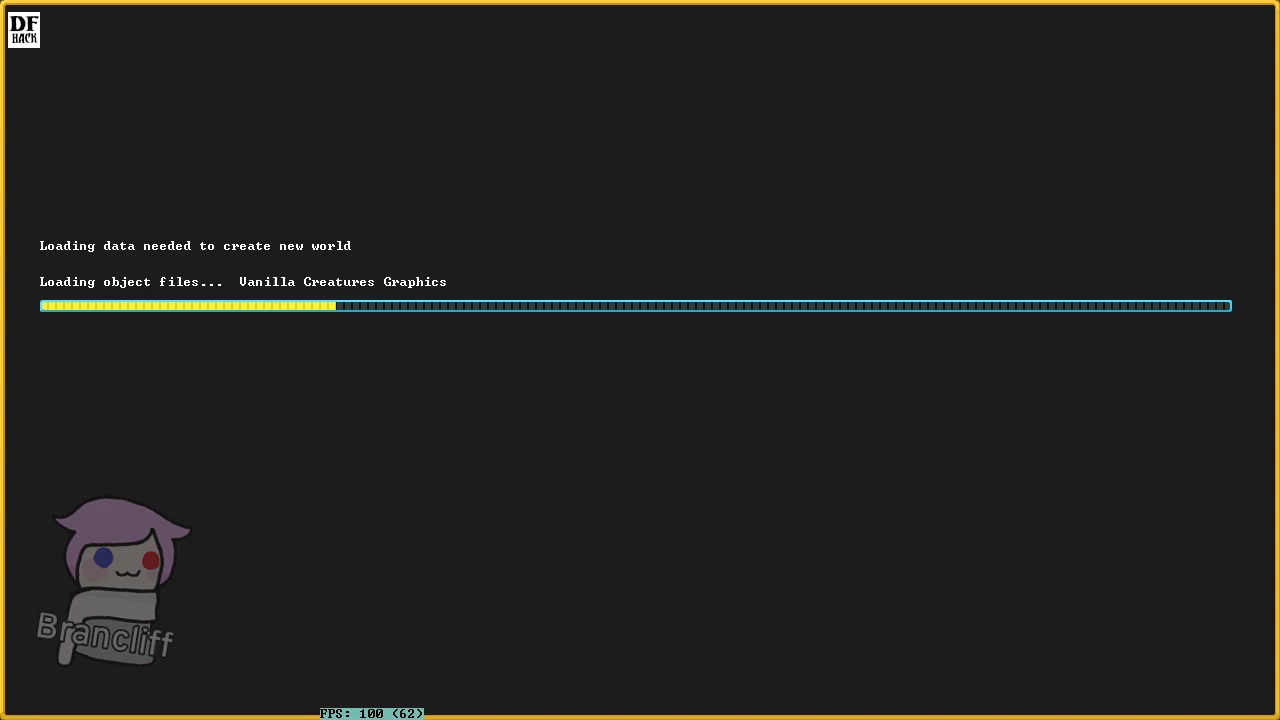 DF
HACK
Loading data needed to create new world
Loading object files...  Vanilla Creatures Graphics
Brancliff
FPS: 100 (62)